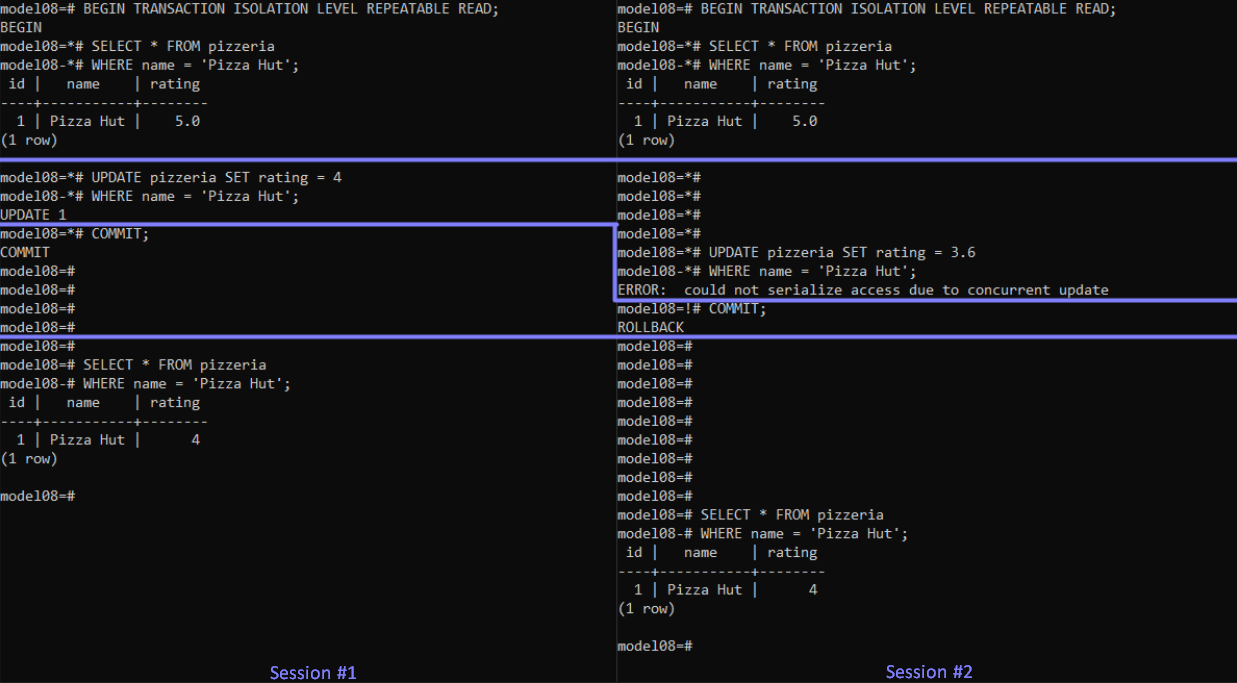 model08=# BEGIN TRANSACTION ISOLATION LEVEL REPEATABLE READ;
BEGIN
model08=*# SELECT * FROM pizzeria
model08-*# WHERE name = 'Pizza Hut';
 id |   name    | rating
----+-----------+--------
  1 | Pizza Hut |    5.0
(1 row)
model08=*# UPDATE pizzeria SET rating = 4
model08-*# WHERE name = 'Pizza Hut';
UPDATE 1
model08=*# COMMIT;
COMMIT
model08=#
model08=#
model08=#
model08=#
model08=#
model08=# SELECT * FROM pizzeria
model08-# WHERE name = 'Pizza Hut';
 id |   name    | rating
----+-----------+--------
  1 | Pizza Hut |      4
(1 row)
model08=#
Session #1
model08=# BEGIN TRANSACTION ISOLATION LEVEL REPEATABLE READ;
BEGIN
model08=*# SELECT * FROM pizzeria
model08-*# WHERE name = 'Pizza Hut';
 id |   name    | rating
----+-----------+--------
  1 | Pizza Hut |    5.0
(1 row)
model08=*#
model08=*#
model08=*#
model08=*#
model08=*# UPDATE pizzeria SET rating = 3.6
model08-*# WHERE name = 'Pizza Hut';
ERROR:  could not serialize access due to concurrent update
model08=!# COMMIT;
ROLLBACK
model08=#
model08=#
model08=#
model08=#
model08=#
model08=#
model08=#
model08=#
model08=#
model08=# SELECT * FROM pizzeria
model08-# WHERE name = 'Pizza Hut';
 id |   name    | rating
----+-----------+--------
  1 | Pizza Hut |      4
(1 row)
model08=#
Session #2